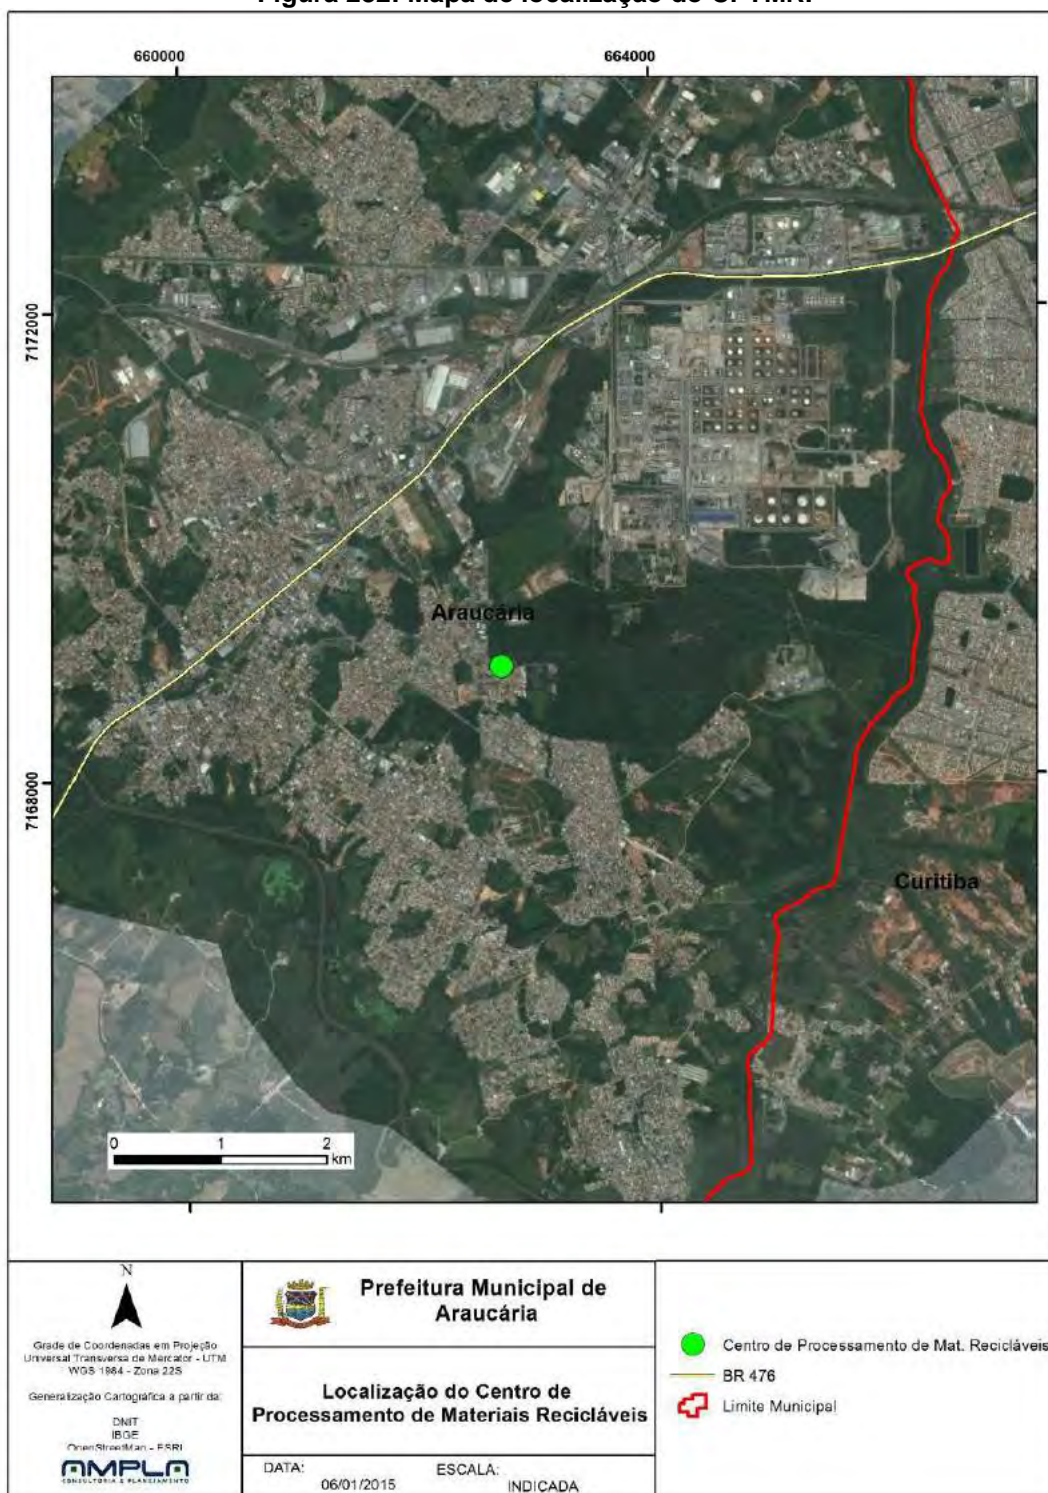 660000
664000
7172000
Araucária
7168000
Curitiba
0 1 2
km
N
Grade de Coordenadas em Projeção
Universal Transversa de Mercator - UTM
WGS 1984 - Zona 22S
Generalização Cartográfica a partir da:
DNIT
IBGE
OpenStreetMap - ESRI
AMPLA
CONSULTORIA E PLANEJAMENTO
Prefeitura Municipal de
Araucária
Localização do Centro de
Processamento de Materiais Recicláveis
DATA:
06/01/2015
ESCALA:
INDICADA
Centro de Processamento de Mat. Recicláveis
BR 476
Limite Municipal